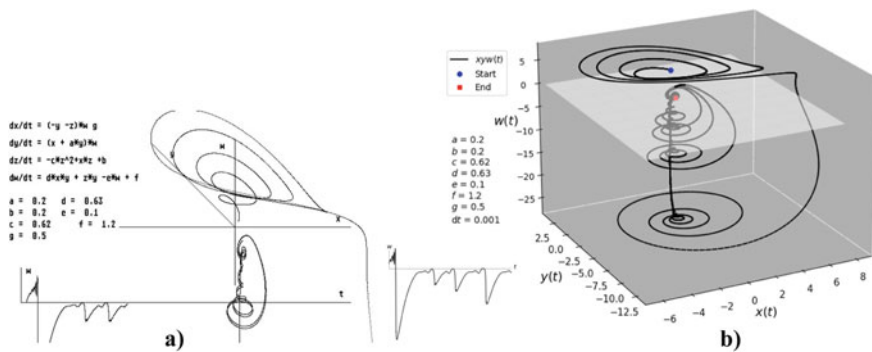 dx/dt = (-y -z)*w g
dy/dt = (x + a*y)*w
dz/dt = -c*z^2+x*z +b
dw/dt = d*x*y + z*y -e*w + f
a = 0.2 d = 0.63
b = 0.2 e = 0.1
c = 0.62 f = 1.2
g = 0.5
w
y
x
w
t
a)
w
t
xyw(t)
Start
End
a = 0.2
b = 0.2
c = 0.62
d = 0.63
e = 0.1
f = 1.2
g = 0.5
dt = 0.001
w(t)
5
0
-5
-10
-15
-20
-25
2.5
0.0
-2.5
-5.0
-7.5
-10.0
-12.5
y(t)
-6
-4
-2
0
2
4
6
8
x(t)
b)